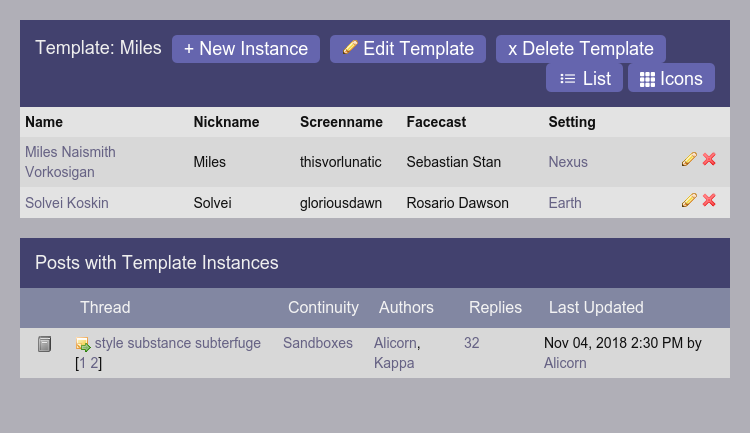 Template: Miles + New Instance Edit Template x Delete Template
List Icons
Name Nickname Screenname Facecast Setting
Miles Naismith
Vorkosigan Miles thisvorlunatic Sebastian Stan Nexus
Solvei Koskin Solvei gloriousdawn Rosario Dawson Earth
Posts with Template Instances
Thread Continuity Authors Replies Last Updated
style substance subterfuge Sandboxes Alicorn, 32 Nov 04, 2018 2:30 PM by
[1 2] Kappa Alicorn